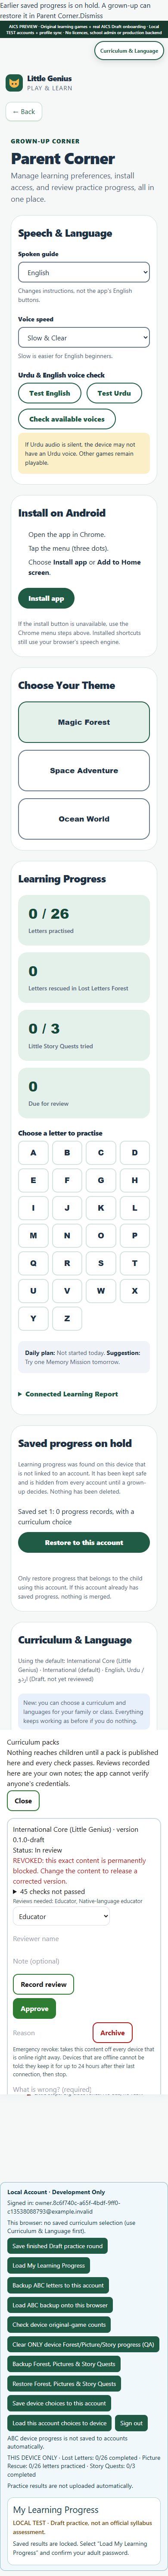 Earlier saved progress is on hold. A grown-up can
restore it in Parent Corner.Dismiss
AICS PREVIEW · Original learning games + real AICS Draft onboarding · Local
TEST accounts + profile sync · No licences, school admin or production backend
Curriculum & Language
Little Genius
PLAY & LEARN
← Back
GROWN-UP CORNER
Parent Corner
Manage learning preferences, install
access, and review practice progress, all in
one place.
Speech & Language
Spoken guide
English
Changes instructions, not the app's English
buttons.
Voice speed
Slow & Clear
Slow is easier for English beginners.
Urdu & English voice check
Test English
Test Urdu
Check available voices
If Urdu audio is silent, the device may not
have an Urdu voice. Other games remain
playable.
Install on Android
Open the app in Chrome.
Tap the menu (three dots).
Choose Install app or Add to Home
screen.
Install app
If the install button is unavailable, use the
Chrome menu steps above. Installed shortcuts
still use your browser's speech engine.
Choose Your Theme
Magic Forest
Space Adventure
Ocean World
Learning Progress
0 / 26
Letters practised
0
Letters rescued in Lost Letters Forest
0 / 3
Little Story Quests tried
0
Due for review
Choose a letter to practise
A B C D
E F G H
I J K L
M N O P
Q R S T
U V W X
Y Z
Daily plan: Not started today. Suggestion:
Try one Memory Mission tomorrow.
▶ Connected Learning Report
Saved progress on hold
Learning progress was found on this device that
is not linked to an account. It has been kept safe
and is hidden from every account until a grown-
up decides. Nothing has been deleted.
Saved set 1: 0 progress records, with a
curriculum choice
Restore to this account
Only restore progress that belongs to the child
using this account. If this account already has
saved progress, nothing is merged.
Curriculum & Language
Using the default: International Core (Little
Genius) · International (default) · English, Urdu /
اردو (Draft, not yet reviewed)
New: you can choose a curriculum and
languages for your family or class. Everything
keeps working as before if you do nothing.
Curriculum packs
Nothing reaches children until a pack is published
here and every check passes. Reviews recorded
here are your own notes; the app cannot verify
anyone's credentials.
Close
International Core (Little Genius) · version
0.1.0-draft
Status: In review
REVOKED: this exact content is permanently
blocked. Change the content to release a
corrected version.
▶ 45 checks not passed
Reviews needed: Educator, Native-language educator
Educator
Reviewer name
Note (optional)
Record review
Approve
Reason
Archive
Emergency revoke: takes this content off every device that
is online right away. Devices that are offline cannot be
told: they keep it for up to 24 hours after their last
connection, then stop.
What is wrong? (required)
Local Account · Development Only
Signed in: owner.8c6f740c-a65f-4bdf-9ff0-
c13538088793@example.invalid
This browser has no saved curriculum selection (use
Curriculum & Language first).
Save finished Draft practice round
Load My Learning Progress
Backup ABC letters to this account
Load ABC backup onto this browser
Check device original-game counts
Clear ONLY device Forest/Picture/Story progress (QA)
Backup Forest, Pictures & Story Quests
Restore Forest, Pictures & Story Quests
Save device choices to this account
Load this account choices to device
Sign out
ABC device progress is not saved to accounts
automatically.
THIS DEVICE ONLY · Lost Letter: 0/26 completed · Picture
Rescue: 0/26 letters practiced · Story Quests: 0/3
completed
Practice results are not uploaded automatically.
My Learning Progress
LOCAL TEST · Draft practice, not an official syllabus
assessment.
Saved results are locked. Select "Load My Learning
Progress" and confirm your adult password.